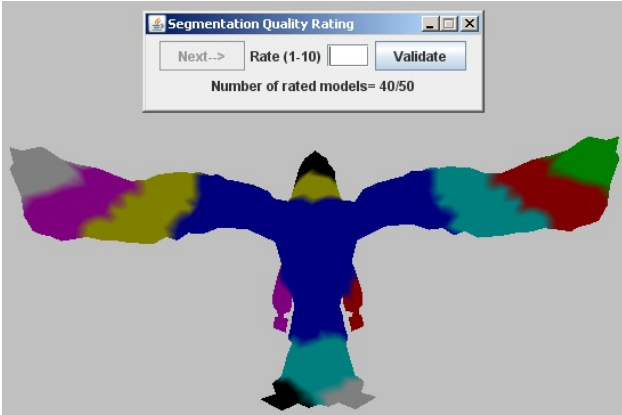 Segmentation Quality Rating
Next--> Rate (1-10) Validate
Number of rated models= 40/50